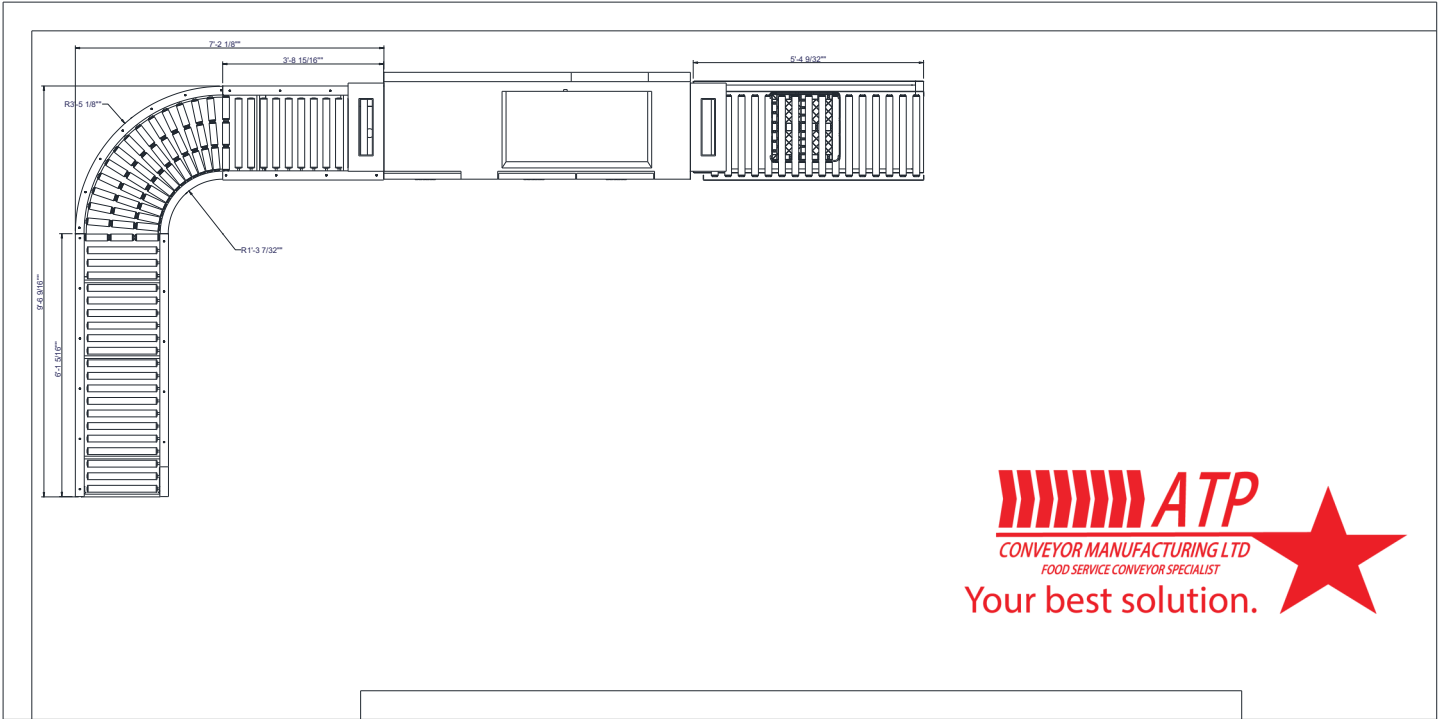 7'-2 1/8""
3'-8 15/16""
5'-4 9/32""
R3'-5 1/8""
R1'-3 7/32""
9'-6 9/16""
6'-1 5/16""
ATP
CONVEYOR MANUFACTURING LTD
FOOD SERVICE CONVEYOR SPECIALIST
Your best solution.